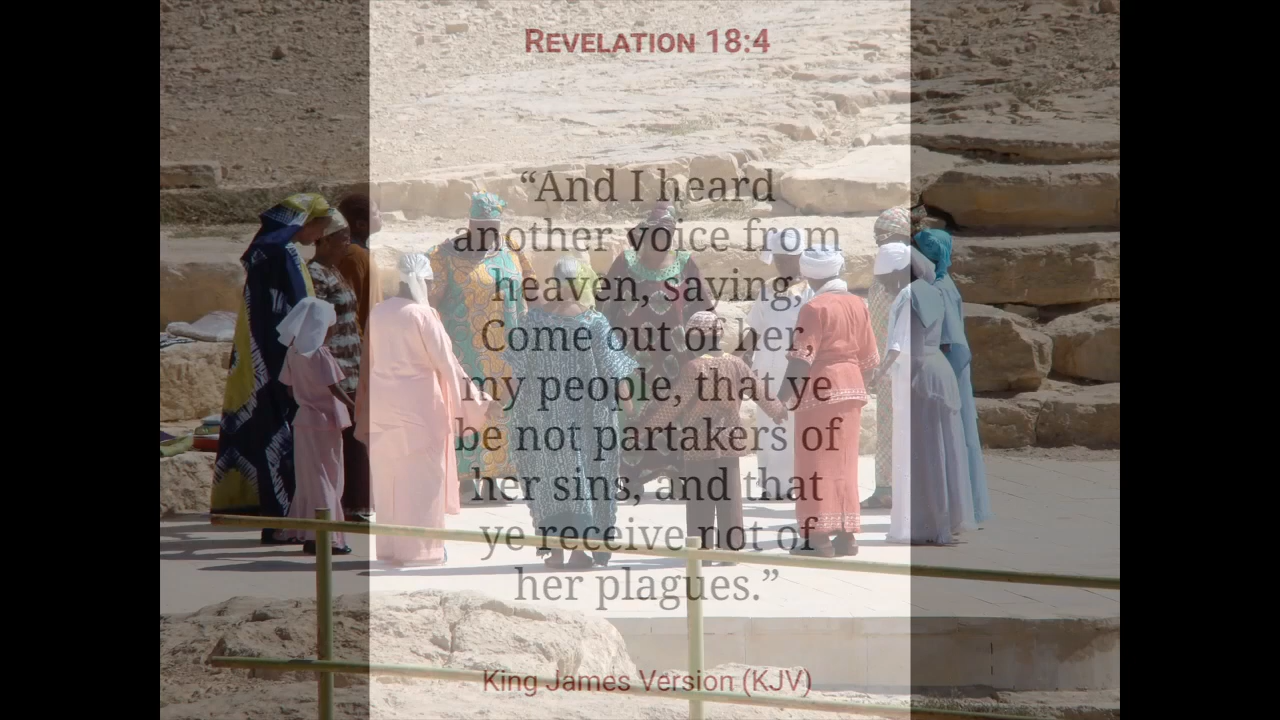 Revelation 18:4
“And I heard
another voice from
heaven, saying,
Come out of her,
my people, that ye
be not partakers of
her sins, and that
ye receive not of
her plagues.”
King James Version (KJV)